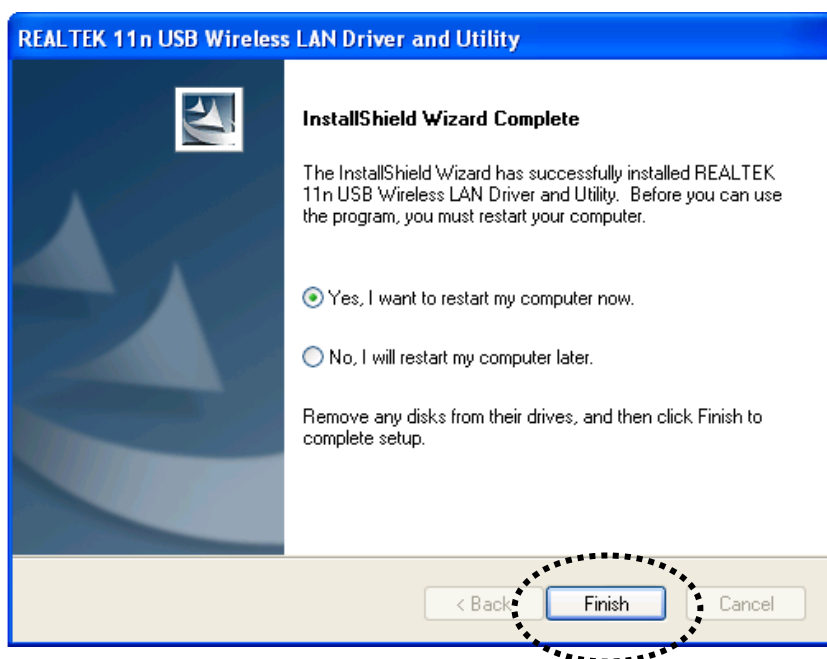 REALTEK 11n USB Wireless LAN Driver and Utility
InstallShield Wizard Complete
The InstallShield Wizard has successfully installed REALTEK
11n USB Wireless LAN Driver and Utility. Before you can use
the program, you must restart your computer.
Yes, I want to restart my computer now.
No, I will restart my computer later.
Remove any disks from their drives, and then click Finish to
complete setup.
< Back Finish Cancel